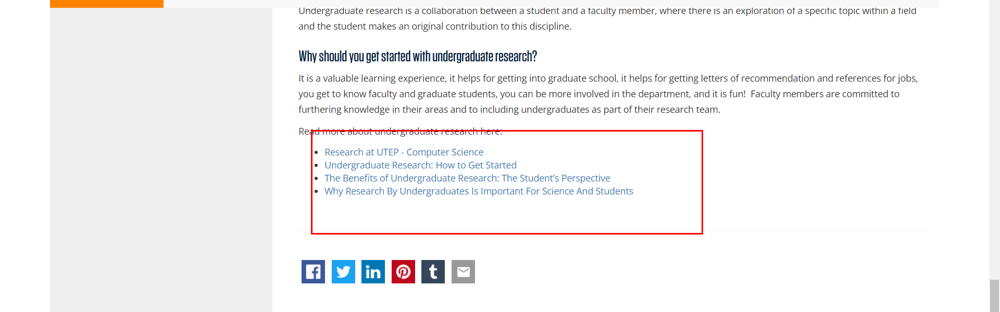 Undergraduate research is a collaboration between a student and a faculty member, where there is an exploration of a specific topic within a field
and the student makes an original contribution to this discipline.
Why should you get started with undergraduate research?
It is a valuable learning experience, it helps for getting into graduate school, it helps for getting letters of recommendation and references for jobs,
you get to know faculty and graduate students, you can be more involved in the department, and it is fun!  Faculty members are committed to
furthering knowledge in their areas and to including undergraduates as part of their research team.
Read more about undergraduate research here:
Research at UTEP - Computer Science
Undergraduate Research: How to Get Started
The Benefits of Undergraduate Research: The Student’s Perspective
Why Research By Undergraduates Is Important For Science And Students